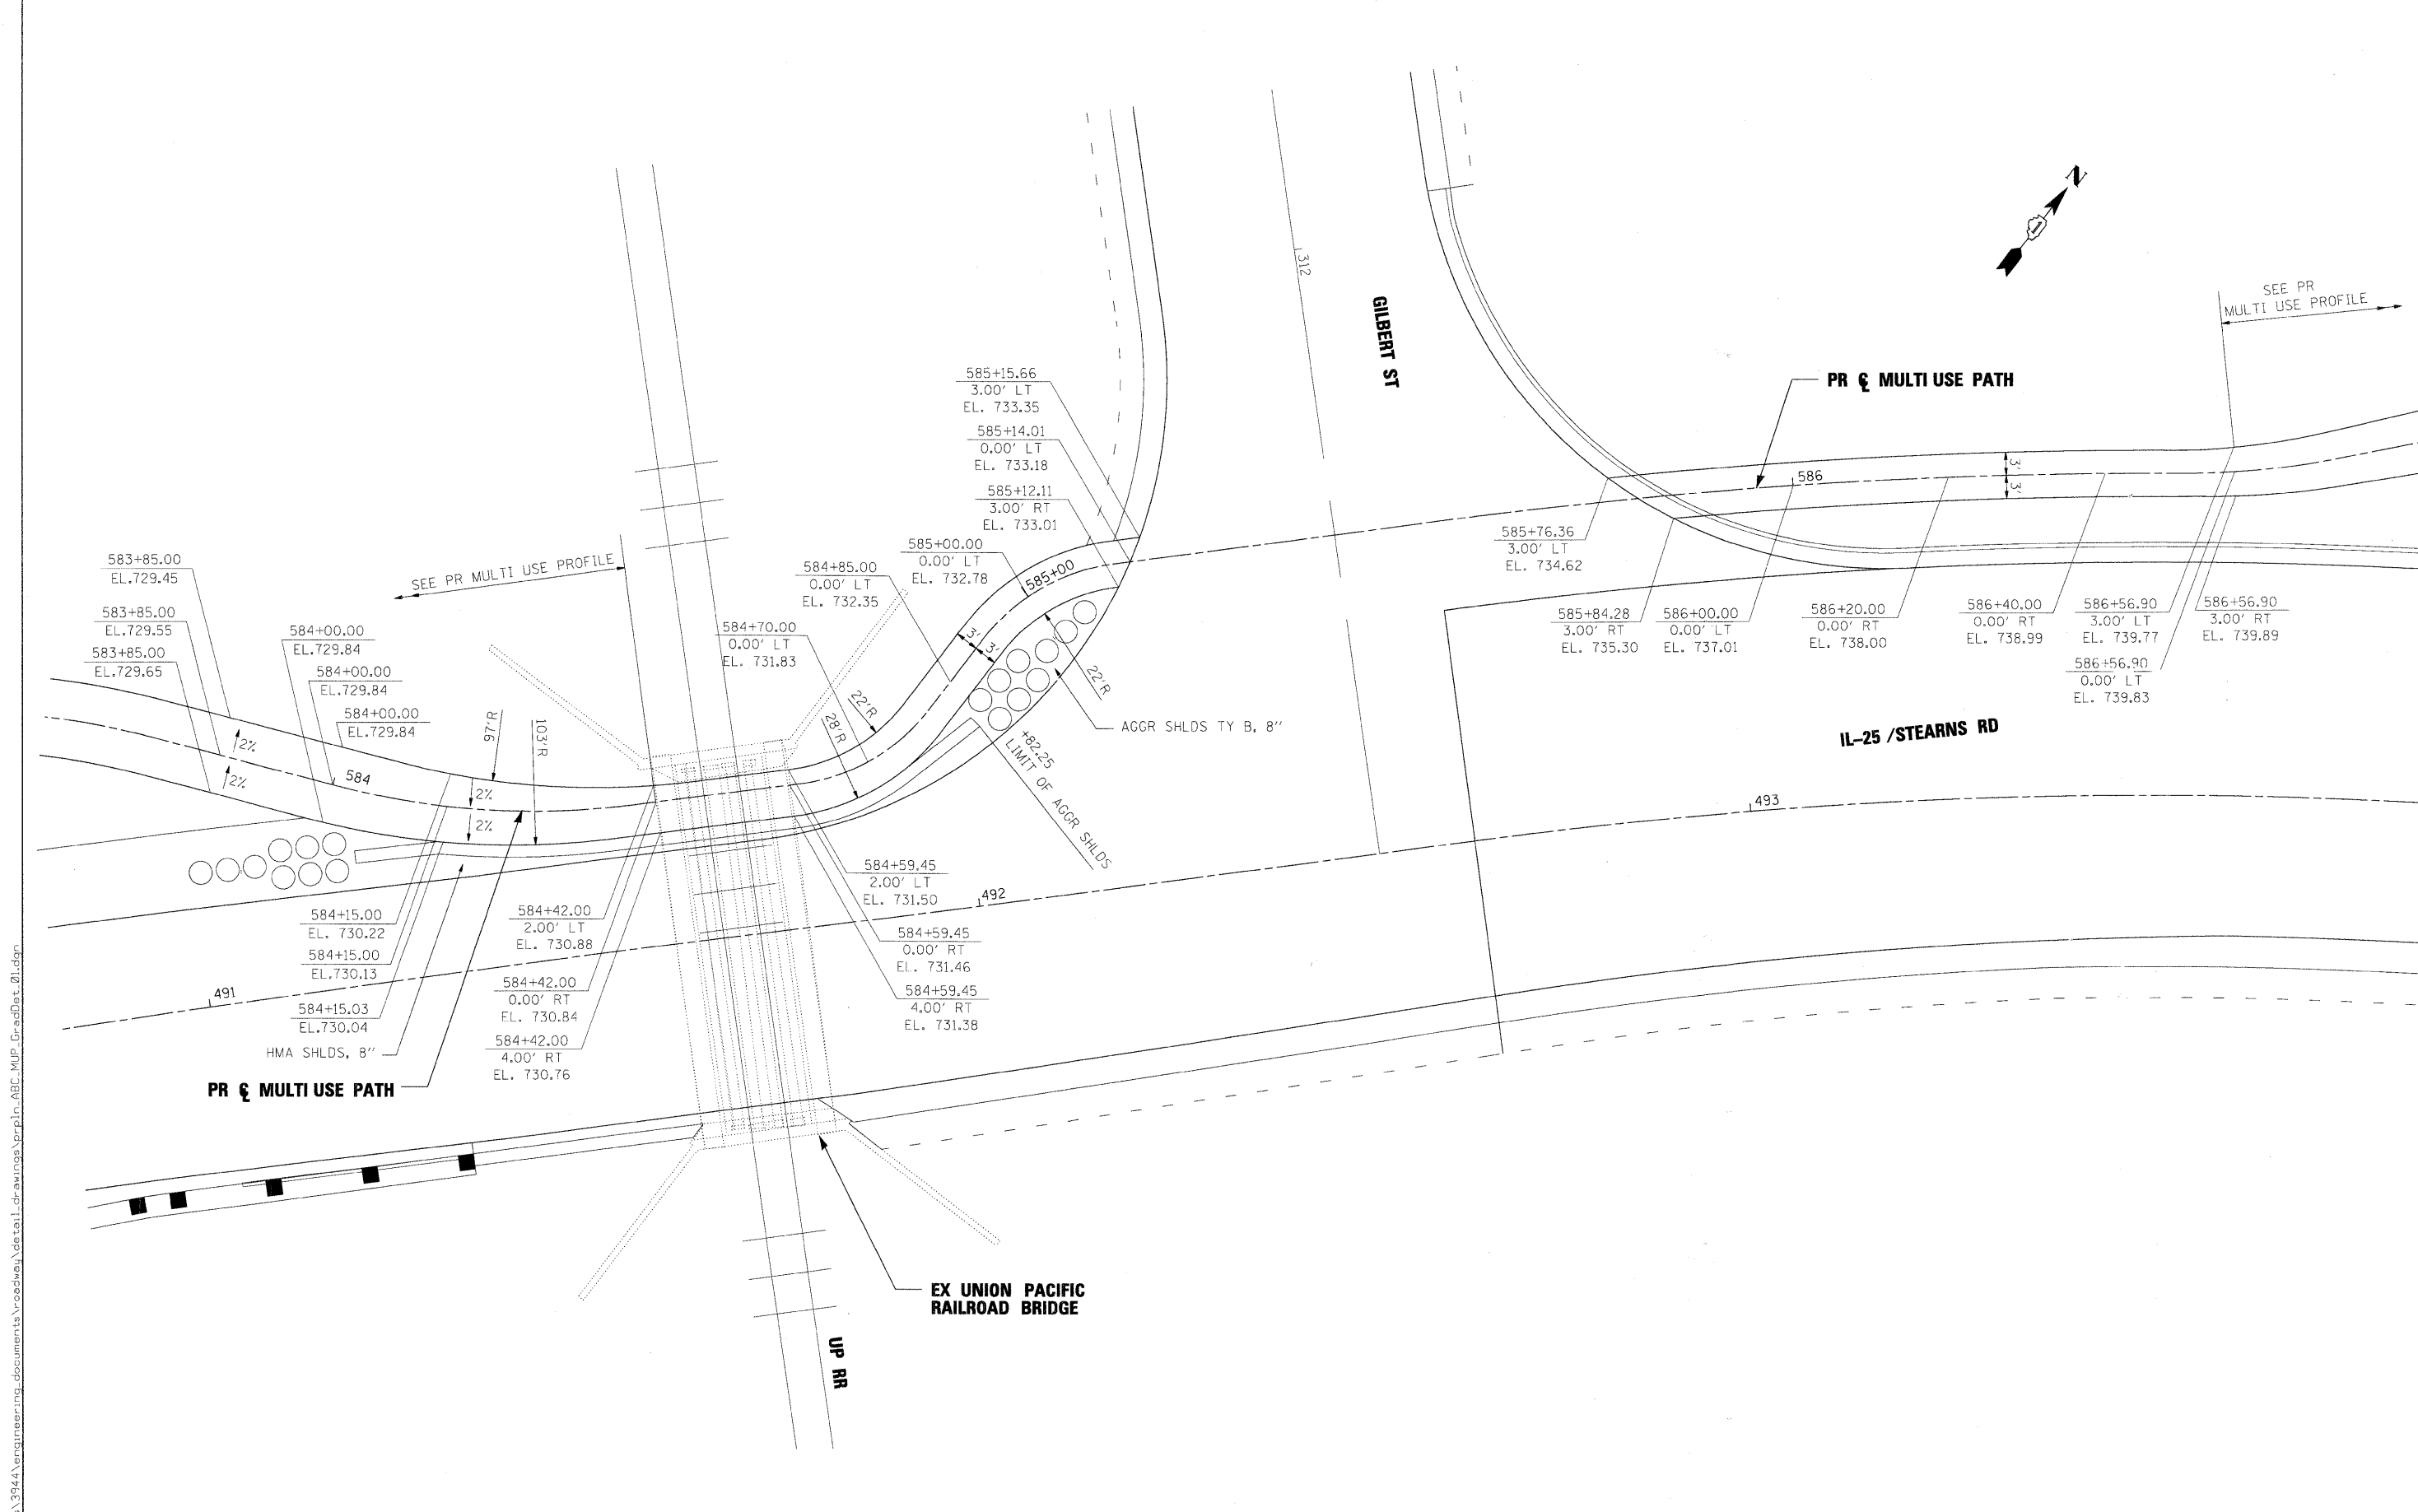 N
1
312
GILBERT ST
SEE PR
MULTI USE PROFILE
PR ℄ MULTI USE PATH
585+15.66
3.00' LT
EL. 733.35
585+14.01
0.00' LT
EL. 733.18
585+12.11
3.00' RT
EL. 733.01
585+00.00
0.00' LT
EL. 732.78
584+85.00
0.00' LT
EL. 732.35
584+70.00
0.00' LT
EL. 731.83
585+00
3'
3'
22'R
28'R
22'R
AGGR SHLDS TY B, 8"
+82.25
LIMIT OF AGGR SHLDS
SEE PR MULTI USE PROFILE
583+85.00
EL.729.45
583+85.00
EL.729.55
583+85.00
EL.729.65
584+00.00
EL.729.84
584+00.00
EL.729.84
584+00.00
EL.729.84
97'R
103'R
2%
2%
584
2%
2%
586
3'
3'
585+76.36
3.00' LT
EL. 734.62
585+84.28
3.00' RT
EL. 735.30
586+00.00
0.00' LT
EL. 737.01
586+20.00
0.00' RT
EL. 738.00
586+40.00
0.00' RT
EL. 738.99
586+56.90
3.00' LT
EL. 739.77
586+56.90
3.00' RT
EL. 739.89
586+56.90
0.00' LT
EL. 739.83
IL-25 /STEARNS RD
493
492
491
584+15.00
EL. 730.22
584+15.00
EL.730.13
584+15.03
EL.730.04
HMA SHLDS, 8"
PR ℄ MULTI USE PATH
584+42.00
2.00' LT
EL. 730.88
584+42.00
0.00' RT
EL. 730.84
584+42.00
4.00' RT
EL. 730.76
584+59.45
2.00' LT
EL. 731.50
584+59.45
0.00' RT
EL. 731.46
584+59.45
4.00' RT
EL. 731.38
EX UNION PACIFIC
RAILROAD BRIDGE
UP RR
\3944\engineering_documents\roadway\detail_drawings\prpln_ABC_MUP_GradDet_01.dgn